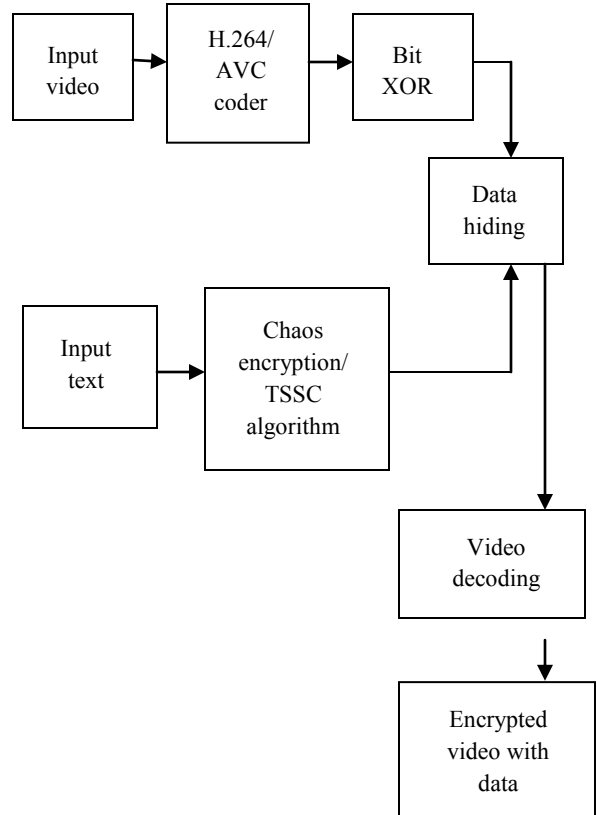 Input
video
H.264/
AVC
coder
Bit
XOR
Data
hiding
Input
text
Chaos
encryption/
TSSC
algorithm
Video
decoding
Encrypted
video with
data